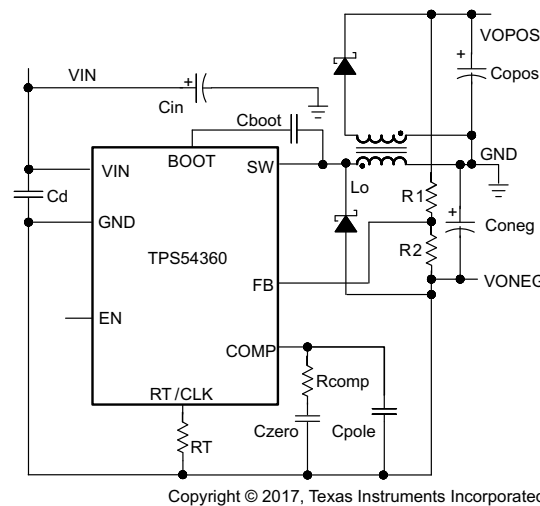 VOPOS
+
Copos
VIN
+
Cin
Cboot
GND
BOOT
VIN
SW
Lo
R1
+
Coneg
Cd
GND
R2
TPS54360
FB
VONEG
EN
COMP
Rcomp
RT/CLK
Czero
Cpole
RT
Copyright © 2017, Texas Instruments Incorporated